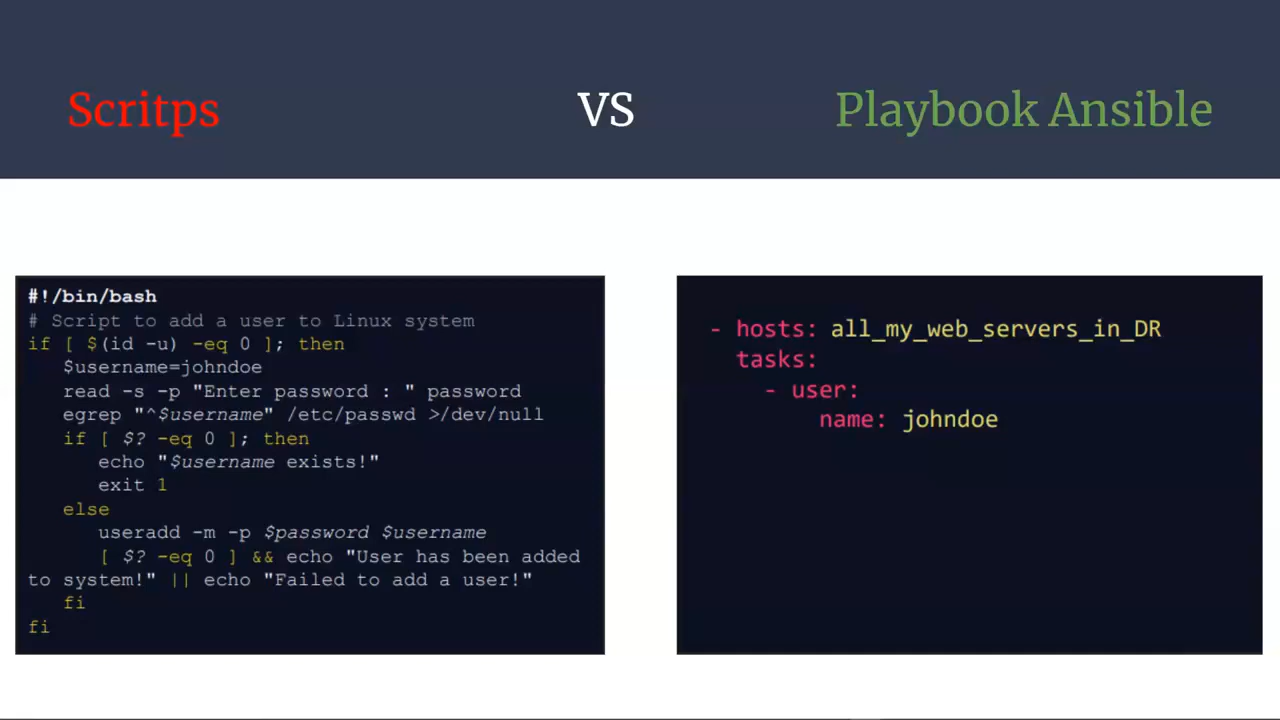 Scritps
VS
Playbook Ansible
#!/bin/bash
# Script to add a user to Linux system
if [ $(id -u) -eq 0 ]; then
   $username=johndoe
   read -s -p "Enter password : " password
   egrep "^$username" /etc/passwd >/dev/null
   if [ $? -eq 0 ]; then
      echo "$username exists!"
      exit 1
   else
      useradd -m -p $password $username
      [ $? -eq 0 ] && echo "User has been added
to system!" || echo "Failed to add a user!"
   fi
fi
- hosts: all_my_web_servers_in_DR
  tasks:
    - user:
        name: johndoe